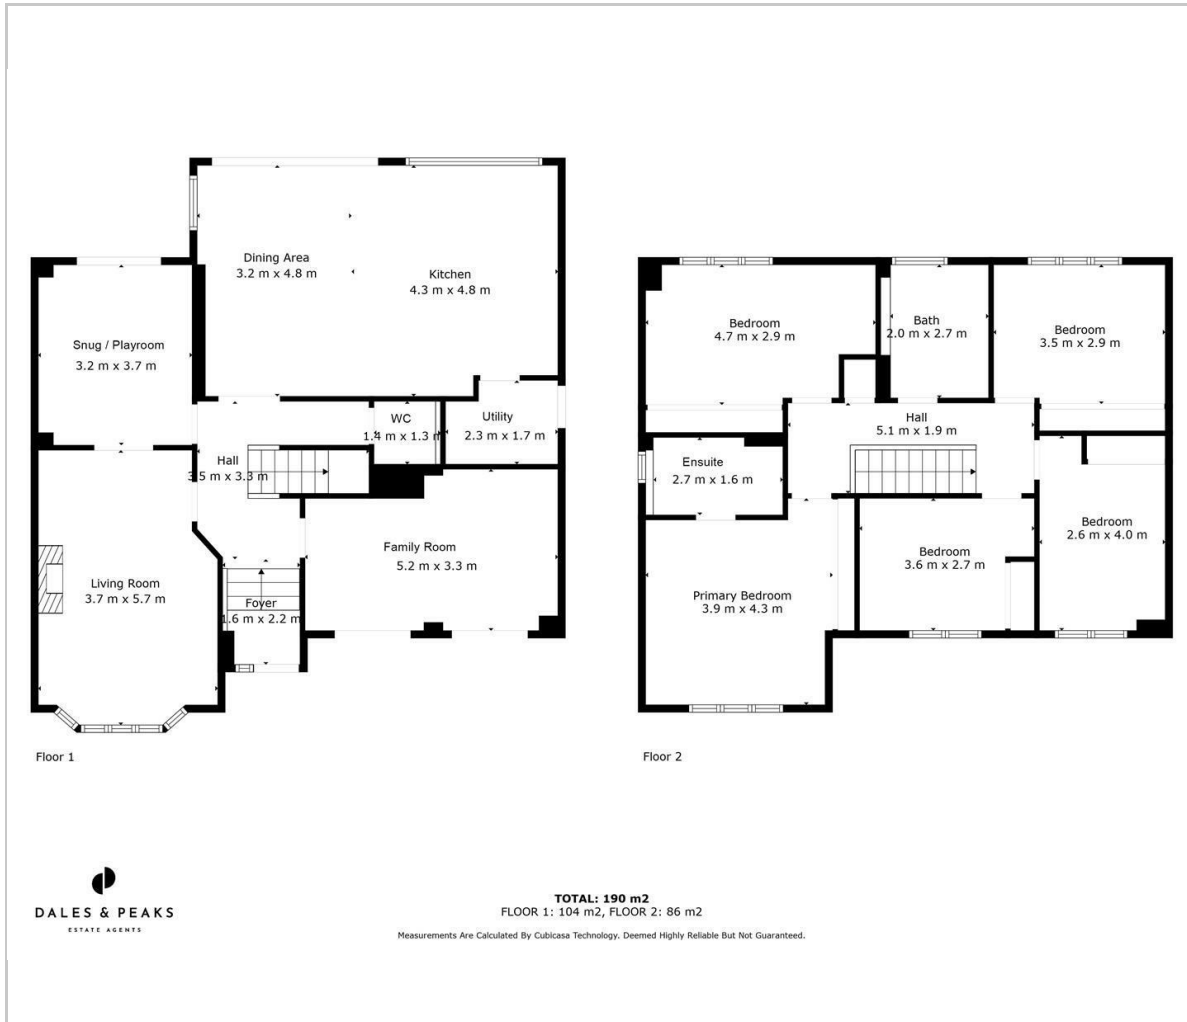 Dining Area
3.2 m x 4.8 m
Kitchen
4.3 m x 4.8 m
Snug / Playroom
3.2 m x 3.7 m
WC
1.4 m x 1.3 m
Utility
2.3 m x 1.7 m
Hall
3.5 m x 3.3 m
Family Room
5.2 m x 3.3 m
Living Room
3.7 m x 5.7 m
Foyer
1.6 m x 2.2 m
Floor 1
Bedroom
4.7 m x 2.9 m
Bath
2.0 m x 2.7 m
Bedroom
3.5 m x 2.9 m
Hall
5.1 m x 1.9 m
Ensuite
2.7 m x 1.6 m
Bedroom
2.6 m x 4.0 m
Bedroom
3.6 m x 2.7 m
Primary Bedroom
3.9 m x 4.3 m
Floor 2
DALES & PEAKS
ESTATE AGENTS
TOTAL: 190 m2
FLOOR 1: 104 m2, FLOOR 2: 86 m2
Measurements Are Calculated By Cubicasa Technology. Deemed Highly Reliable But Not Guaranteed.